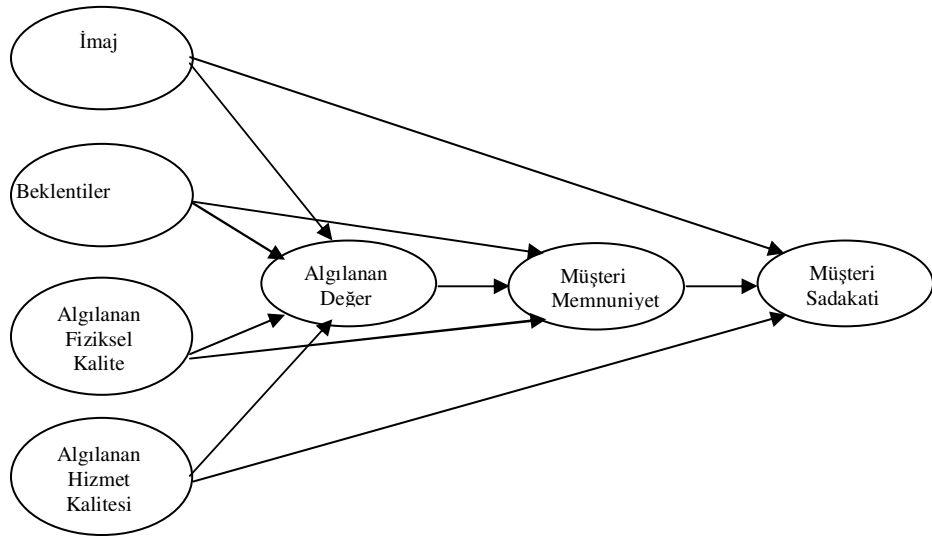 İmaj
Beklentiler
Algılanan
Fiziksel
Kalite
Algılanan
Hizmet
Kalitesi
Algılanan
Değer
Müşteri
Memnuniyet
Müşteri
Sadakati